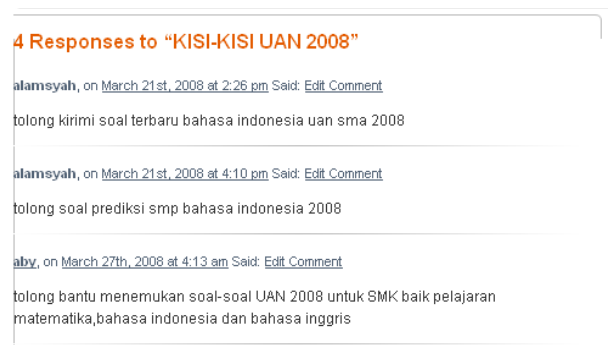 4 Responses to “KISI-KISI UAN 2008”
alamsyah, on March 21st, 2008 at 2:26 pm Said: Edit Comment
tolong kirimi soal terbaru bahasa indonesia uan sma 2008
alamsyah, on March 21st, 2008 at 4:10 pm Said: Edit Comment
tolong soal prediksi smp bahasa indonesia 2008
aby, on March 27th, 2008 at 4:13 am Said: Edit Comment
tolong bantu menemukan soal-soal UAN 2008 untuk SMK baik pelajaran
matematika,bahasa indonesia dan bahasa inggris